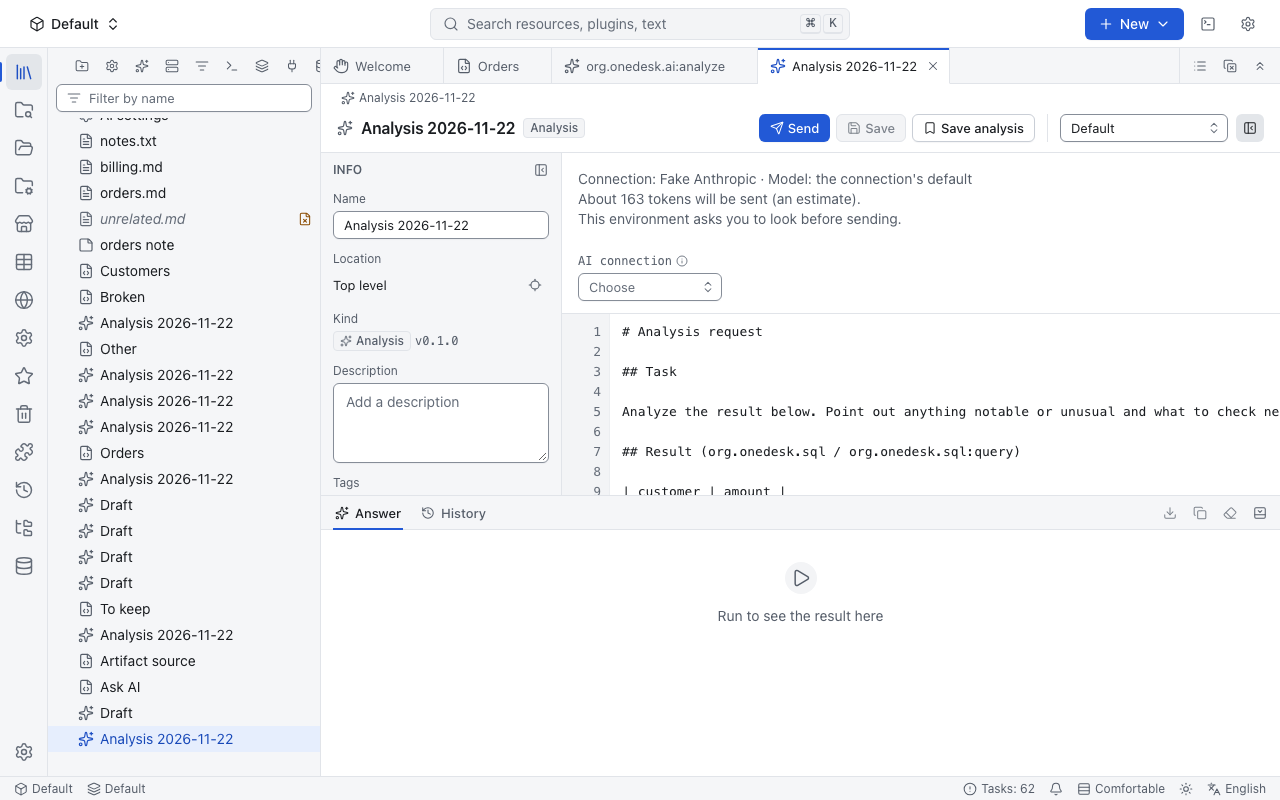 Default
Search resources, plugins, text
⌘ K
New
Welcome
Orders
org.onedesk.ai:analyze
Analysis 2026-11-22
Filter by name
notes.txt
billing.md
orders.md
unrelated.md
orders note
Customers
Broken
Analysis 2026-11-22
Other
Analysis 2026-11-22
Analysis 2026-11-22
Analysis 2026-11-22
Orders
Analysis 2026-11-22
Draft
Draft
Draft
Draft
To keep
Analysis 2026-11-22
Artifact source
Ask AI
Draft
Analysis 2026-11-22
Analysis 2026-11-22
Analysis 2026-11-22
Analysis
Send
Save
Save analysis
Default
INFO
Name
Analysis 2026-11-22
Location
Top level
Kind
Analysis v0.1.0
Description
Add a description
Tags
Connection: Fake Anthropic · Model: the connection's default
About 163 tokens will be sent (an estimate).
This environment asks you to look before sending.
AI connection
Choose
1 # Analysis request
2
3 ## Task
4
5 Analyze the result below. Point out anything notable or unusual and what to check ne
6
7 ## Result (org.onedesk.sql / org.onedesk.sql:query)
8
9 | customer | amount |
Answer
History
Run to see the result here
Default
Default
Tasks: 62
Comfortable
English